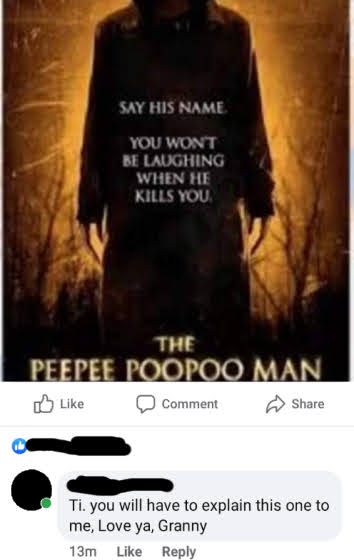 SAY HIS NAME.
YOU WON'T
BE LAUGHING
WHEN HE
KILLS YOU.
THE
PEEPEE POOPOO MAN
Like
Comment
Share
Ti. you will have to explain this one to
me, Love ya, Granny
13m Like Reply